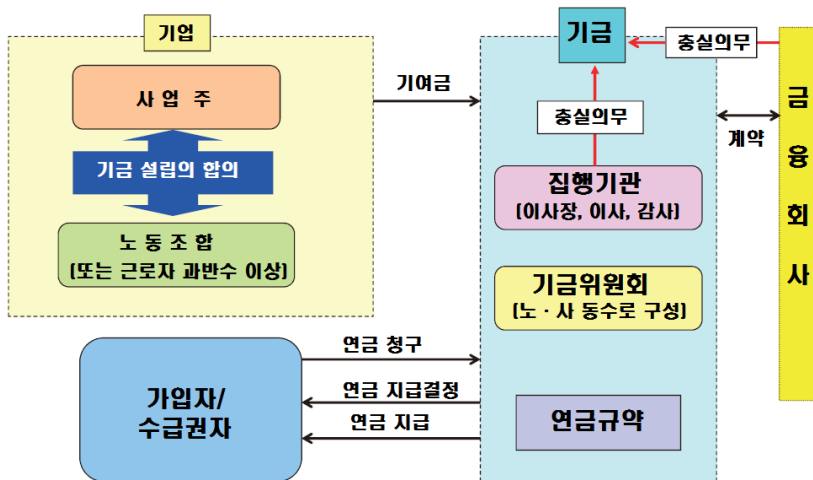 기업
사 업 주
기금 설립의 합의
노 동 조 합
(또는 근로자 과반수 이상)
기여금
기금
충실의무
충실의무
집행기관
(이사장, 이사, 감사)
기금위원회
(노 · 사 동수로 구성)
연금규약
계약
금
융
회
사
가입자/
수급권자
연금 청구
연금 지급결정
연금 지급